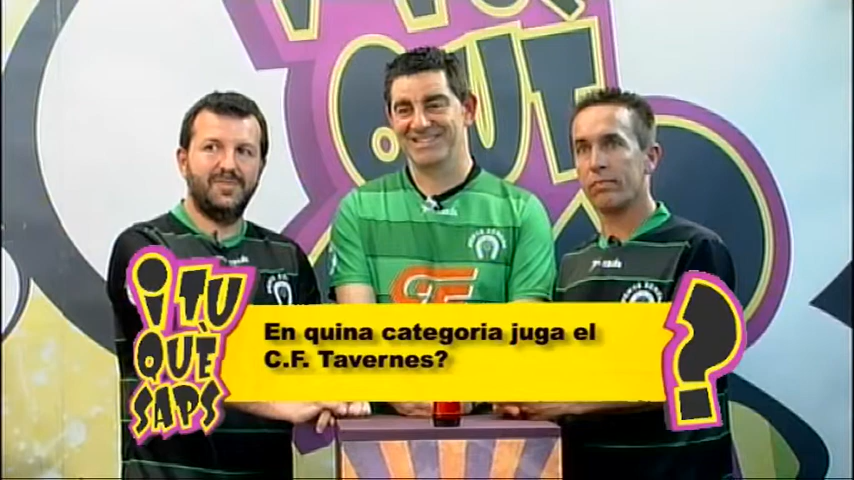 ¡TU
QUÈ
SAPS
?
En quina categoria juga el
C.F. Tavernes?